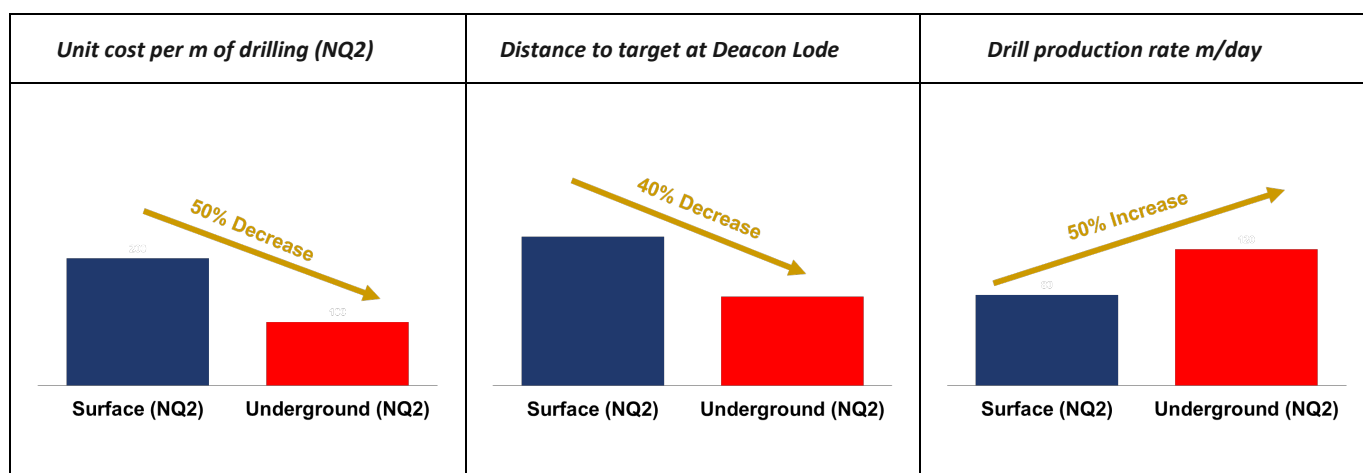 Unit cost per m of drilling (NQ2)
Distance to target at Deacon Lode
Drill production rate m/day
50% Decrease
40% Decrease
50% Increase
Surface (NQ2)
Underground (NQ2)
Surface (NQ2)
Underground (NQ2)
Surface (NQ2)
Underground (NQ2)